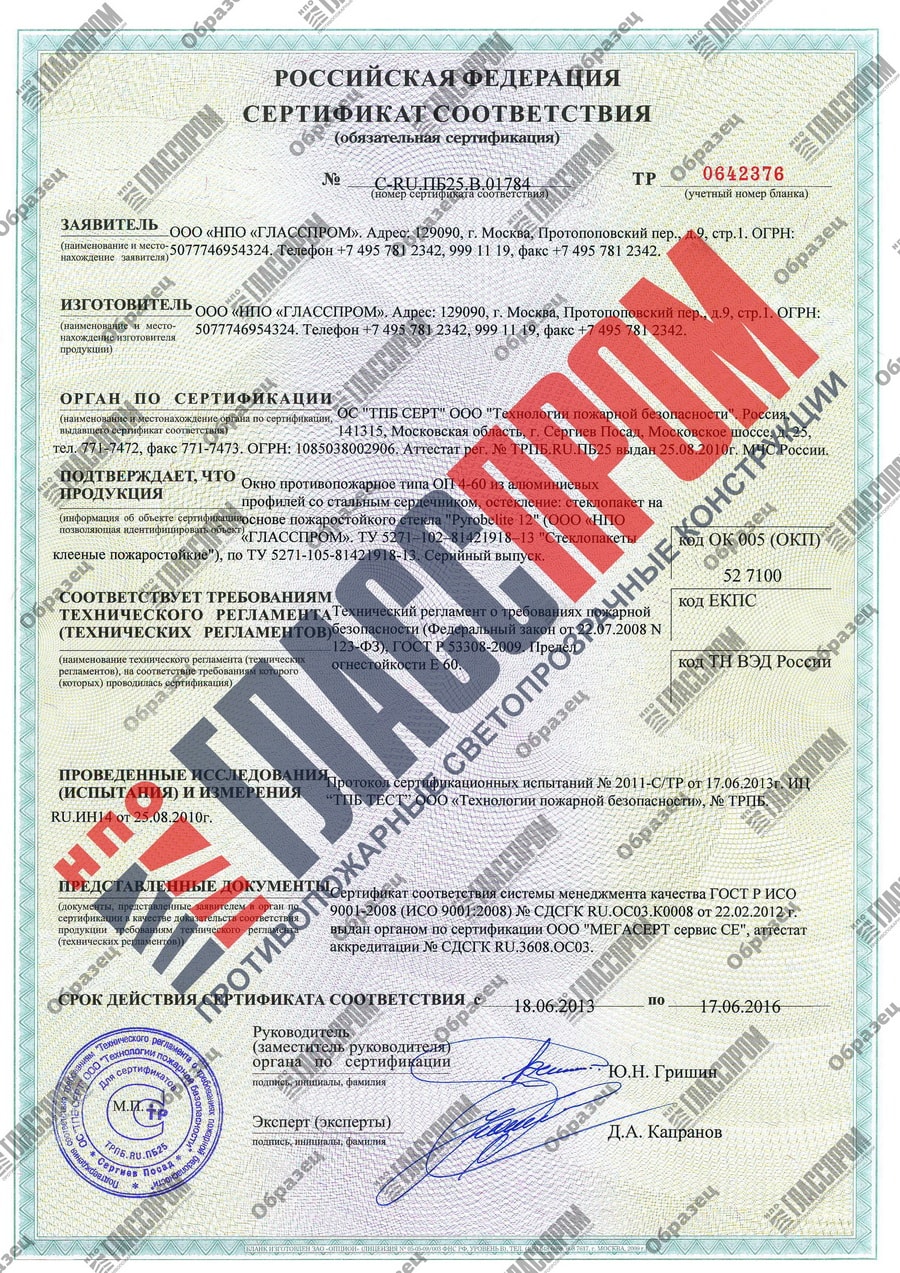 РОССИЙСКАЯ ФЕДЕРАЦИЯ
СЕРТИФИКАТ СООТВЕТСТВИЯ
(обязательная сертификация)
№ C-RU.ПБ25.В.01784
(номер сертификата соответствия)
ТР 0642376
(учетный номер бланка)
ЗАЯВИТЕЛЬ
(наименование и место-
нахождение заявителя)
ООО «НПО «ГЛАССПРОМ». Адрес: 129090, г. Москва, Протопоповский пер., д.9, стр.1. ОГРН:
5077746954324. Телефон +7 495 781 2342, 999 11 19, факс +7 495 781 2342.
ИЗГОТОВИТЕЛЬ
(наименование и место-
нахождение изготовителя
продукции)
ООО «НПО «ГЛАССПРОМ». Адрес: 129090, г. Москва, Протопоповский пер., д.9, стр.1. ОГРН:
5077746954324. Телефон +7 495 781 2342, 999 11 19, факс +7 495 781 2342.
ОРГАН ПО СЕРТИФИКАЦИИ
(наименование и местонахождение органа по сертификации,
выдавшего сертификат соответствия)
ОС "ТПБ СЕРТ" ООО "Технологии пожарной безопасности". Россия,
141315, Московская область, г. Сергиев Посад, Московское шоссе, д. 25,
тел. 771-7472, факс 771-7473. ОГРН: 1085038002906. Аттестат рег. № ТРПБ.RU.ПБ25 выдан 25.08.2010г. МЧС России.
ПОДТВЕРЖДАЕТ, ЧТО
ПРОДУКЦИЯ
(информация об объекте сертификации,
позволяющая идентифицировать объект)
Окно противопожарное типа ОП 4-60 из алюминиевых
профилей со стальным сердечником, остекление: стеклопакет на
основе пожаростойкого стекла "Pyrobelite 12" (ООО «НПО
«ГЛАССПРОМ». ТУ 5271–102–81421918–13 "Стеклопакеты
клееные пожаростойкие"), по ТУ 5271-105-81421918-13. Серийный выпуск.
код ОК 005 (ОКП)
52 7100
код ЕКПС
код ТН ВЭД России
СООТВЕТСТВУЕТ ТРЕБОВАНИЯМ
ТЕХНИЧЕСКОГО РЕГЛАМЕНТА
(ТЕХНИЧЕСКИХ РЕГЛАМЕНТОВ)
(наименование технического регламента (технических
регламентов), на соответствие требованиям которого
(которых) проводилась сертификация)
Технический регламент о требованиях пожарной
безопасности (Федеральный закон от 22.07.2008 N
123-ФЗ), ГОСТ Р 53308-2009. Предел
огнестойкости Е 60.
ПРОВЕДЕННЫЕ ИССЛЕДОВАНИЯ
(ИСПЫТАНИЯ) И ИЗМЕРЕНИЯ
Протокол сертификационных испытаний № 2011-С/ТР от 17.06.2013г. ИЦ
“ТПБ ТЕСТ” ООО «Технологии пожарной безопасности», № ТРПБ.
RU.ИН14 от 25.08.2010г.
ПРЕДСТАВЛЕННЫЕ ДОКУМЕНТЫ
(документы, представленные заявителем в орган по
сертификации в качестве доказательств соответствия
продукции требованиям технического регламента
(технических регламентов))
Сертификат соответствия системы менеджмента качества ГОСТ Р ИСО
9001-2008 (ИСО 9001:2008) № СДСГК RU.ОС03.К0008 от 22.02.2012 г.
выдан органом по сертификации ООО "МЕГАСЕРТ сервис СЕ", аттестат
аккредитации № СДСГК RU.3608.ОС03.
СРОК ДЕЙСТВИЯ СЕРТИФИКАТА СООТВЕТСТВИЯ с 18.06.2013 по 17.06.2016
Руководитель
(заместитель руководителя)
органа по сертификации
подпись, инициалы, фамилия
Ю.Н. Гришин
Эксперт (эксперты)
подпись, инициалы, фамилия
Д.А. Капранов
М.П.
Для сертификатов
ТРПБ.RU.ПБ25
* Сергиев Посад *
ОС "ТПБ СЕРТ" ООО "Технологии пожарной безопасности"
НПО ГЛАССПРОМ
ПРОТИВОПОЖАРНЫЕ СВЕТОПРОЗРАЧНЫЕ КОНСТРУКЦИИ
Образец